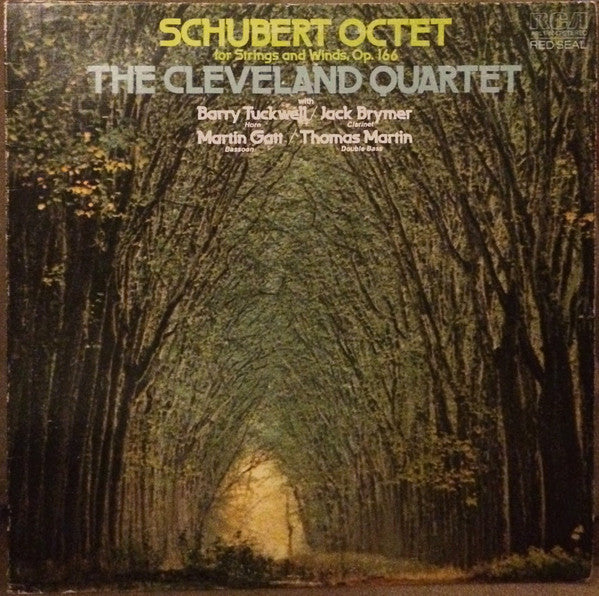 SCHUBERT OCTET
for Strings and Winds, Op. 166
THE CLEVELAND QUARTET
with
Barry Tuckwell / Jack Brymer
Horn Clarinet
Martin Gatt / Thomas Martin
Bassoon Double Bass
RCA
STEREO
RED SEAL